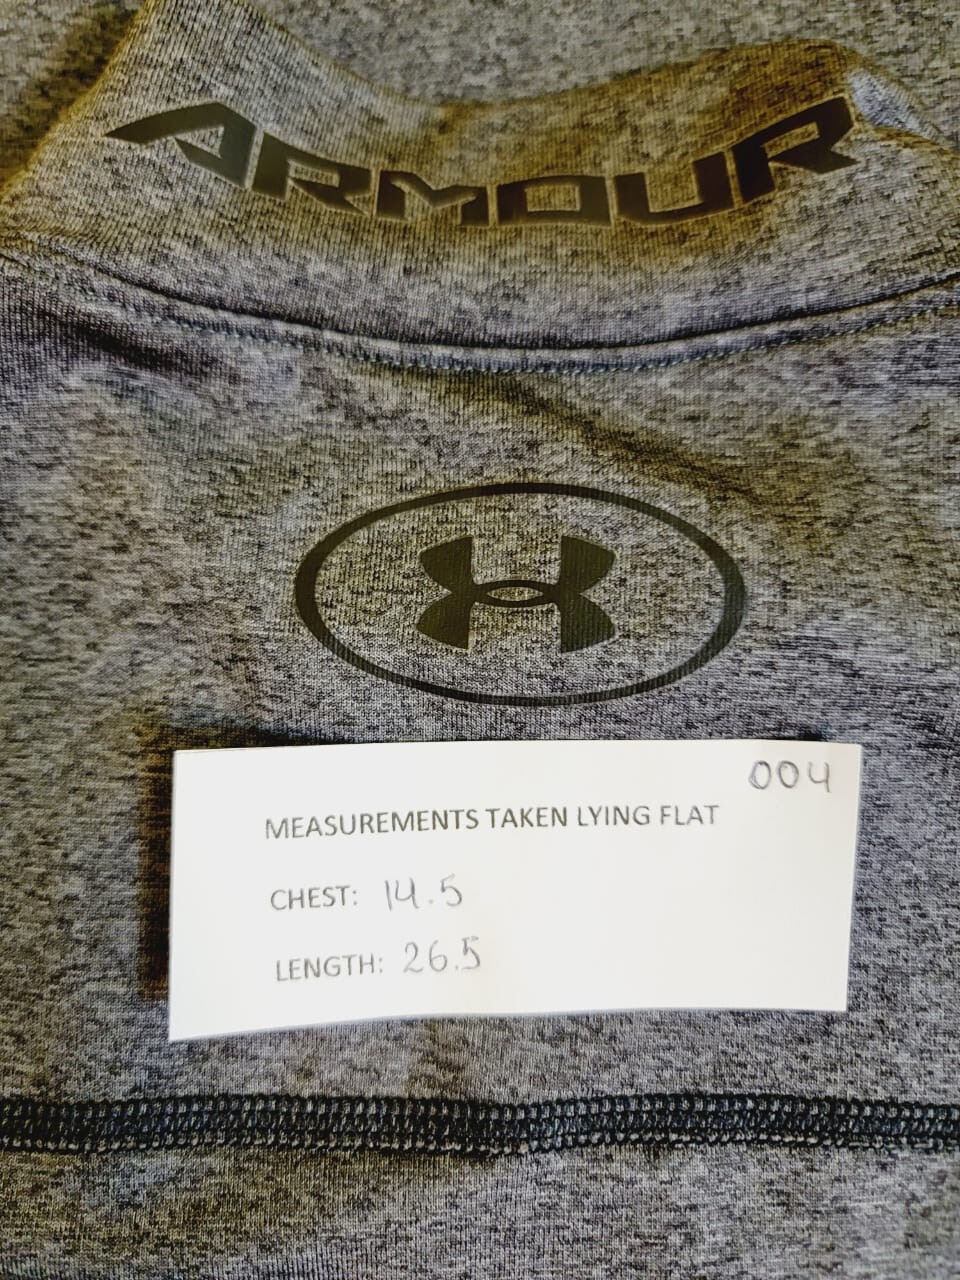 ARMOUR
004
MEASUREMENTS TAKEN LYING FLAT
CHEST: 14.5
LENGTH: 26.5